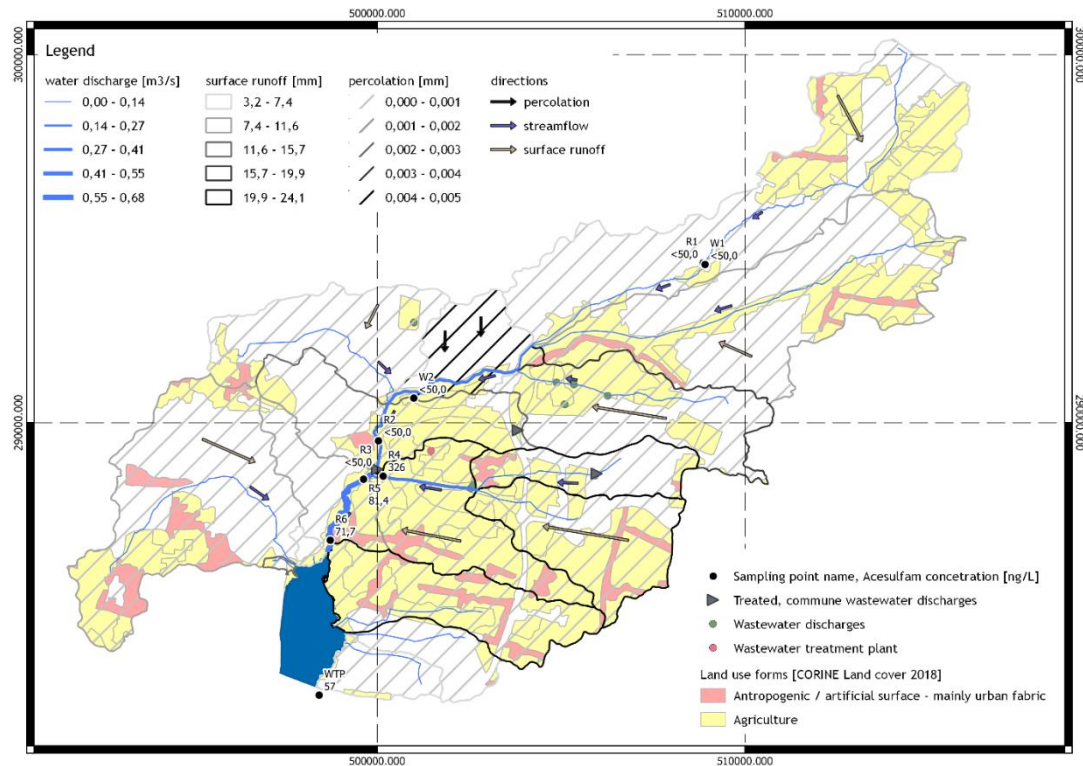 500000.000
510000.000
300000.000
300000.000
Legend
water discharge [m3/s]
0,00 - 0,14
0,14 - 0,27
0,27 - 0,41
0,41 - 0,55
0,55 - 0,68
surface runoff [mm]
3,2 - 7,4
7,4 - 11,6
11,6 - 15,7
15,7 - 19,9
19,9 - 24,1
percolation [mm]
0,000 - 0,001
0,001 - 0,002
0,002 - 0,003
0,003 - 0,004
0,004 - 0,005
directions
percolation
streamflow
surface runoff
R1
<50,0
W1
<50,0
W2
<50,0
290000.000
290000.000
R2
<50,0
R3
<50,0
R4
326
R5
81,4
R6
71,7
WTP
57
Sampling point name, Acesulfam concetration [ng/L]
Treated, commune wastewater discharges
Wastewater discharges
Wastewater treatment plant
Land use forms [CORINE Land cover 2018]
Antropogenic / artificial surface - mainly urban fabric
Agriculture
500000.000
510000.000